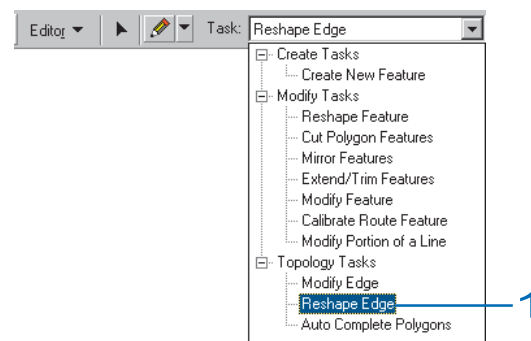 Editor Task: Reshape Edge
Create Tasks
Create New Feature
Modify Tasks
Reshape Feature
Cut Polygon Features
Mirror Features
Extend/Trim Features
Modify Feature
Calibrate Route Feature
Modify Portion of a Line
Topology Tasks
Modify Edge
Reshape Edge 1
Auto Complete Polygons